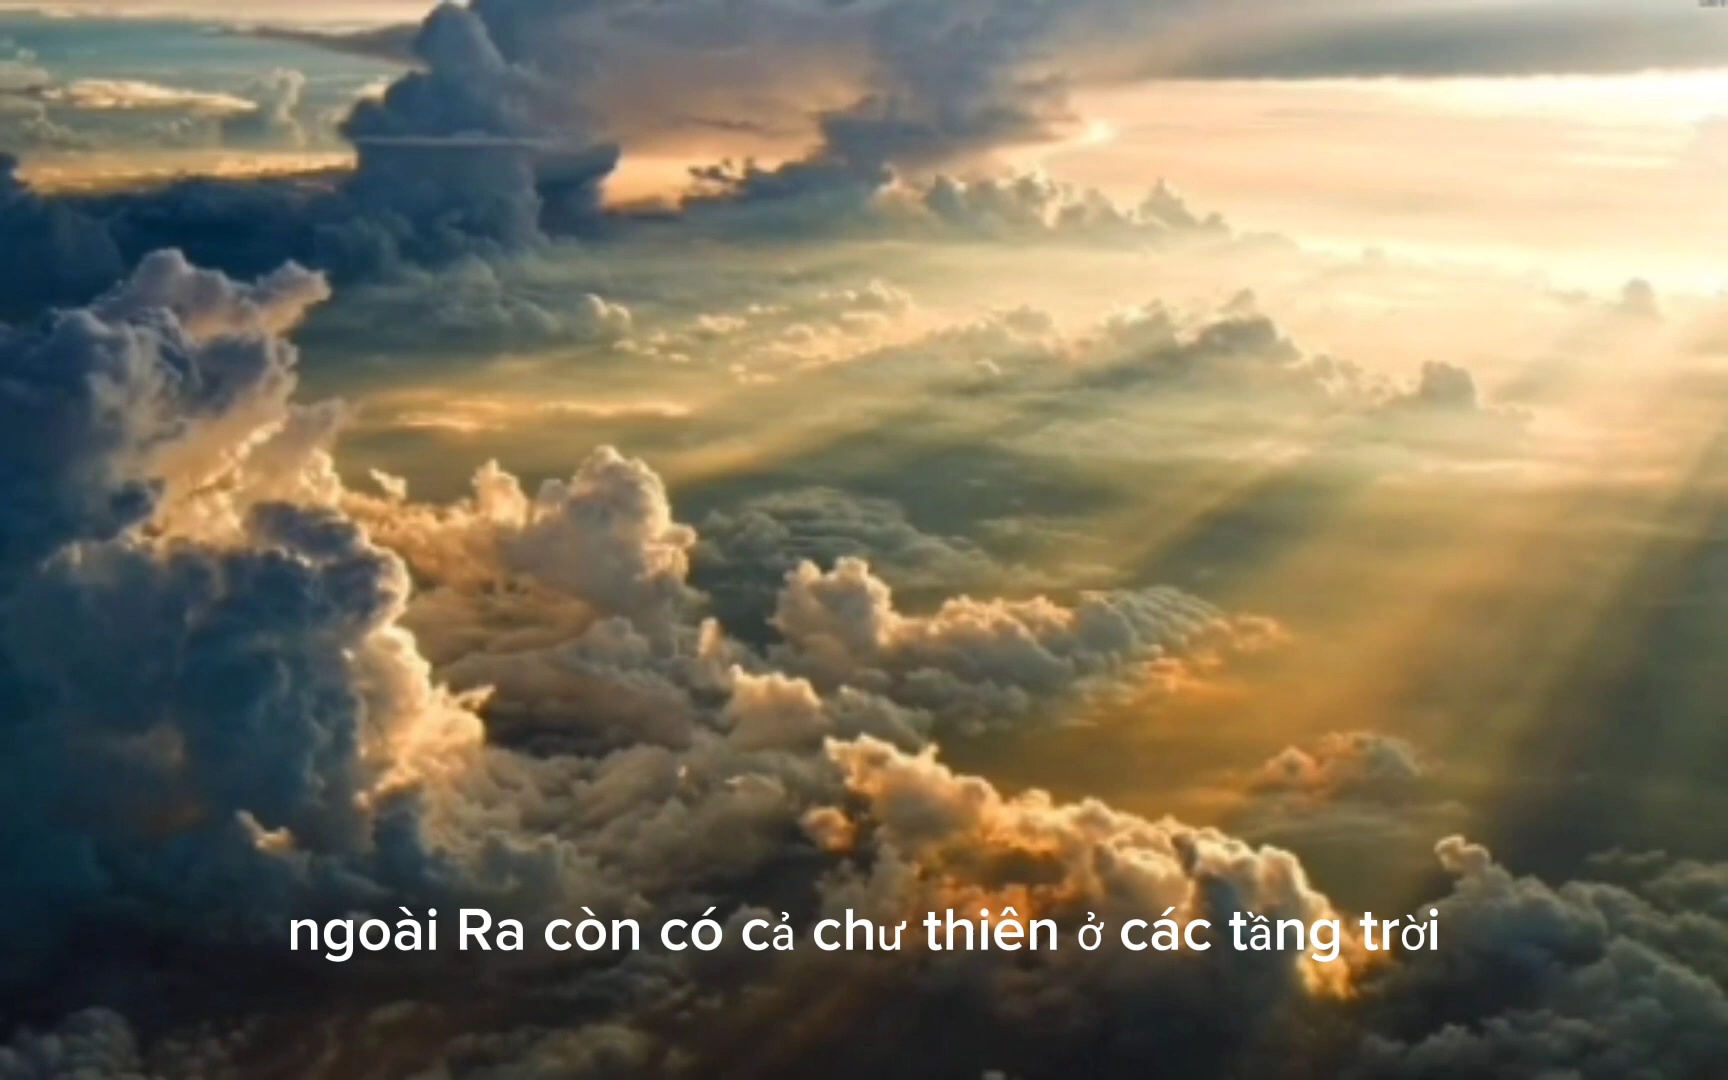 ngoài Ra còn có cả chư thiên ở các tầng trời